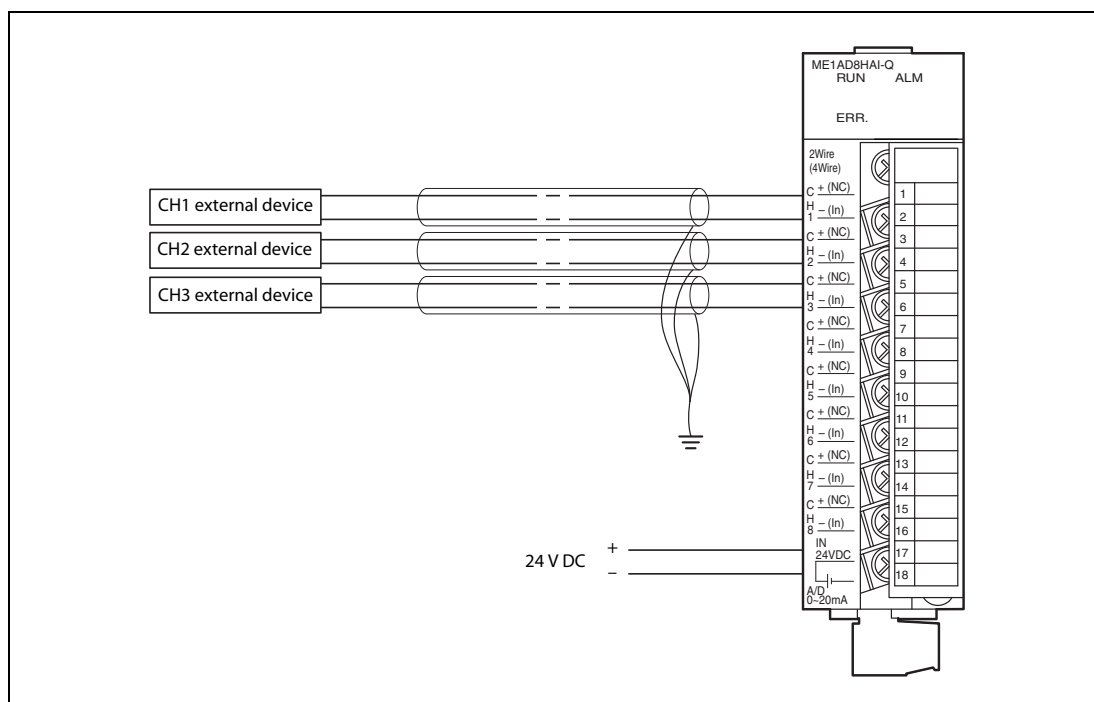 ME1AD8HAI-Q
RUN ALM
ERR.
2Wire
(4Wire)
CH1 external device
CH2 external device
CH3 external device
C H 1 + (NC)
– (In)
C H 2 + (NC)
– (In)
C H 3 + (NC)
– (In)
C H 4 + (NC)
– (In)
C H 5 + (NC)
– (In)
C H 6 + (NC)
– (In)
C H 7 + (NC)
– (In)
C H 8 + (NC)
– (In)
1
2
3
4
5
6
7
8
9
10
11
12
13
14
15
16
17
18
24 V DC + –
IN
24VDC
A/D
0~20mA